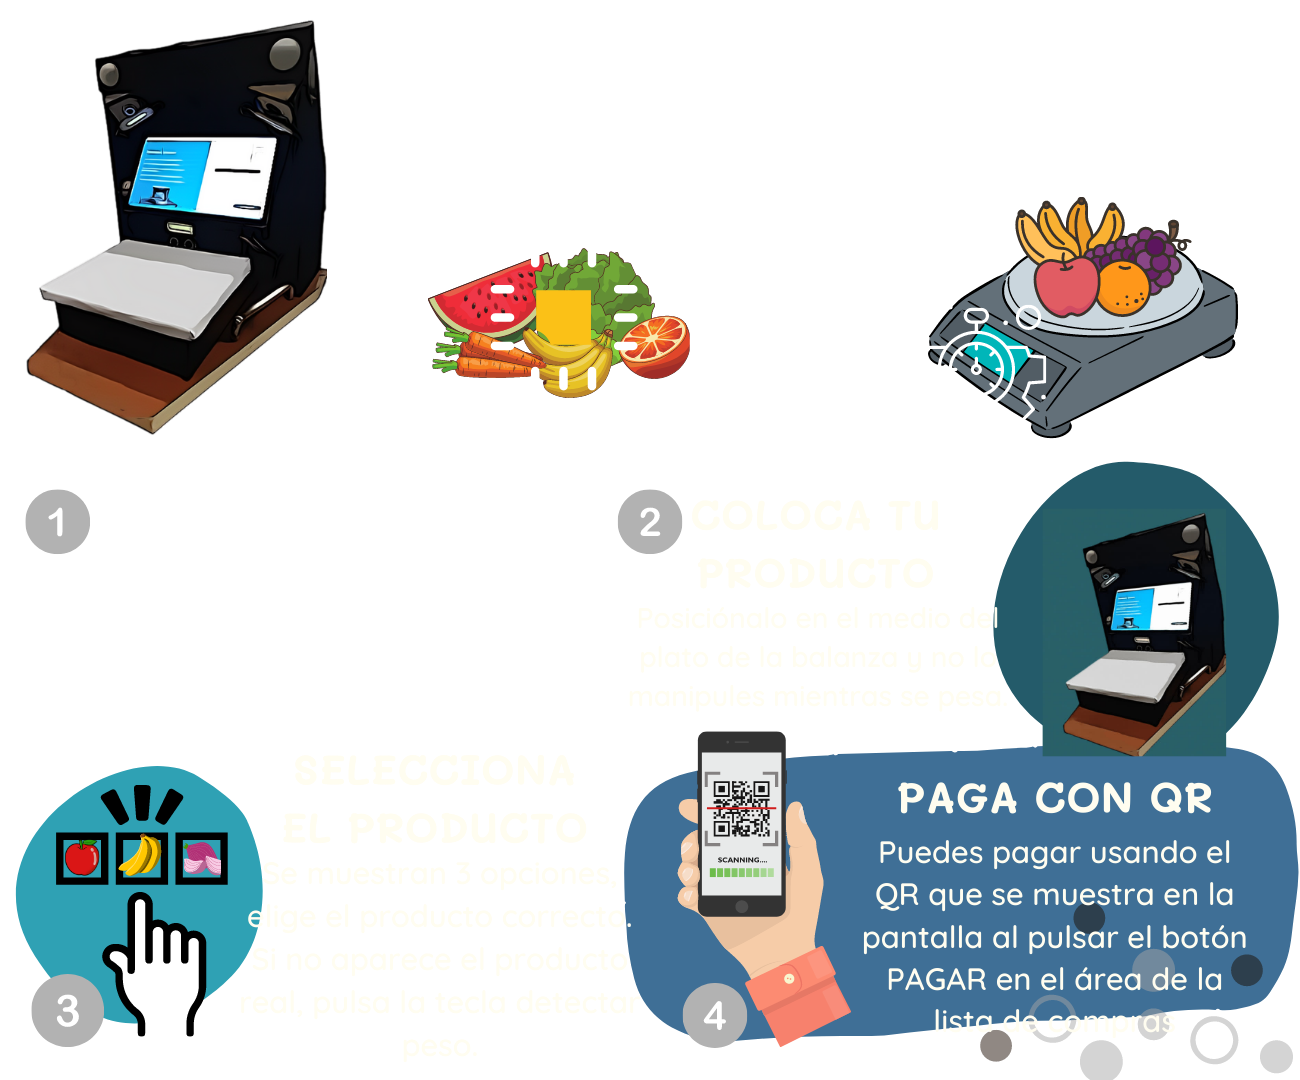 1
2
COLOCA TU
PRODUCTO
Posiciónalo en el medio del
plato de la balanza y no lo
manipules mientras se pesa.
SELECCIONA
EL PRODUCTO
Se muestran 3 opciones,
elige el producto correcto.
Si no aparece el producto
real, pulsa la tecla detectar
peso.
3
SCANNING....
PAGA CON QR
Puedes pagar usando el
QR que se muestra en la
pantalla al pulsar el botón
PAGAR en el área de la
lista de compras
4